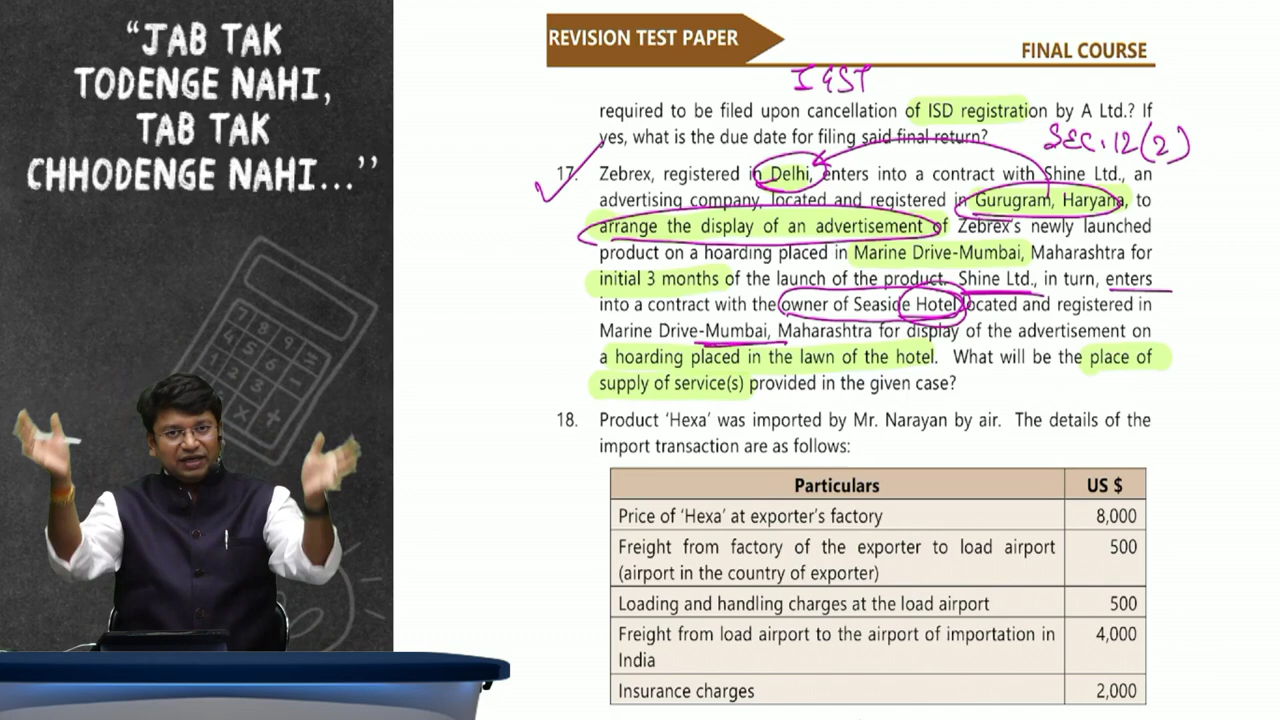 “JAB TAK
TODENGE NAHI,
TAB TAK
CHHODENGE NAHI...’’
REVISION TEST PAPER
FINAL COURSE
IGST
required to be filed upon cancellation of ISD registration by A Ltd.? If
yes, what is the due date for filing said final return?
SEC. 12(2)
17. Zebrex, registered in Delhi, enters into a contract with Shine Ltd., an
advertising company, located and registered in Gurugram, Haryana, to
arrange the display of an advertisement of Zebrex's newly launched
product on a hoarding placed in Marine Drive-Mumbai, Maharashtra for
initial 3 months of the launch of the product. Shine Ltd., in turn, enters
into a contract with the owner of Seaside Hotel located and registered in
Marine Drive-Mumbai, Maharashtra for display of the advertisement on
a hoarding placed in the lawn of the hotel. What will be the place of
supply of service(s) provided in the given case?
18. Product ‘Hexa’ was imported by Mr. Narayan by air. The details of the
import transaction are as follows:
Particulars US $
Price of ‘Hexa’ at exporter's factory 8,000
Freight from factory of the exporter to load airport 500
(airport in the country of exporter)
Loading and handling charges at the load airport 500
Freight from load airport to the airport of importation in 4,000
India
Insurance charges 2,000